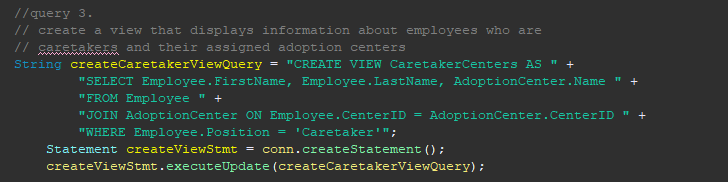 //query 3.
// create a view that displays information about employees who are
// caretakers and their assigned adoption centers
String createCaretakerViewQuery = "CREATE VIEW CaretakerCenters AS " +
"SELECT Employee.FirstName, Employee.LastName, AdoptionCenter.Name " +
"FROM Employee " +
"JOIN AdoptionCenter ON Employee.CenterID = AdoptionCenter.CenterID " +
"WHERE Employee.Position = 'Caretaker'";
Statement createViewStmt = conn.createStatement();
createViewStmt.executeUpdate(createCaretakerViewQuery);